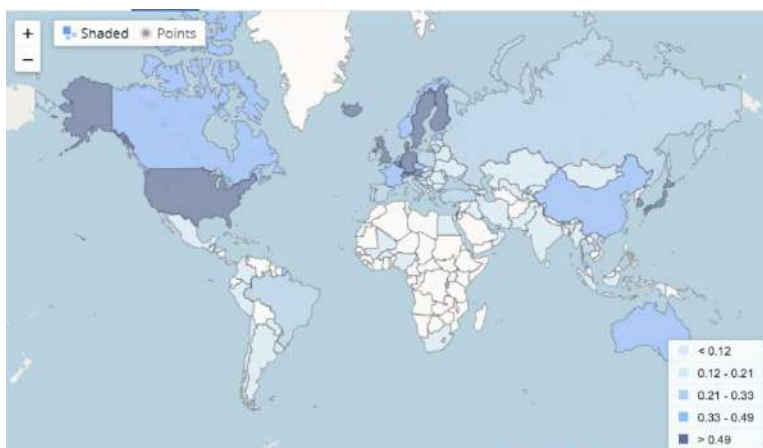 +
Shaded Points
−
< 0.12
0.12 - 0.21
0.21 - 0.33
0.33 - 0.49
> 0.49